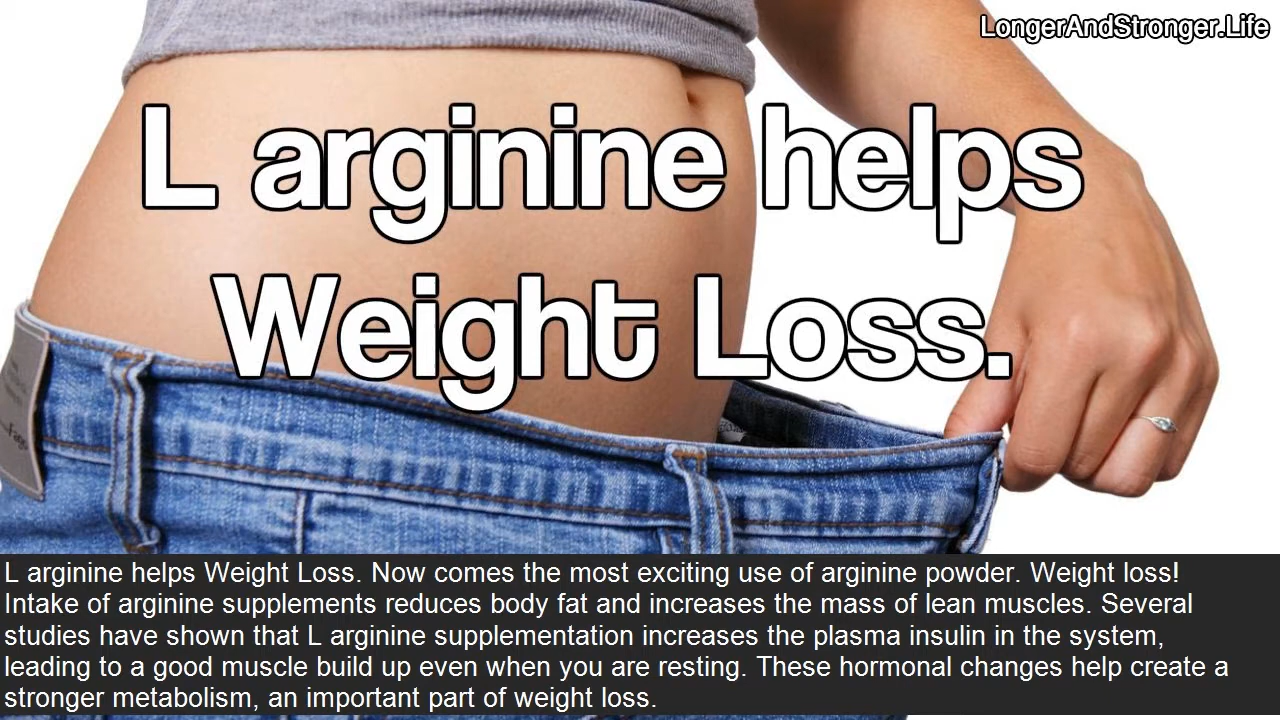 LongerAndStronger.Life
L arginine helps
Weight Loss.
L arginine helps Weight Loss. Now comes the most exciting use of arginine powder. Weight loss!
Intake of arginine supplements reduces body fat and increases the mass of lean muscles. Several
studies have shown that L arginine supplementation increases the plasma insulin in the system,
leading to a good muscle build up even when you are resting. These hormonal changes help create a
stronger metabolism, an important part of weight loss.